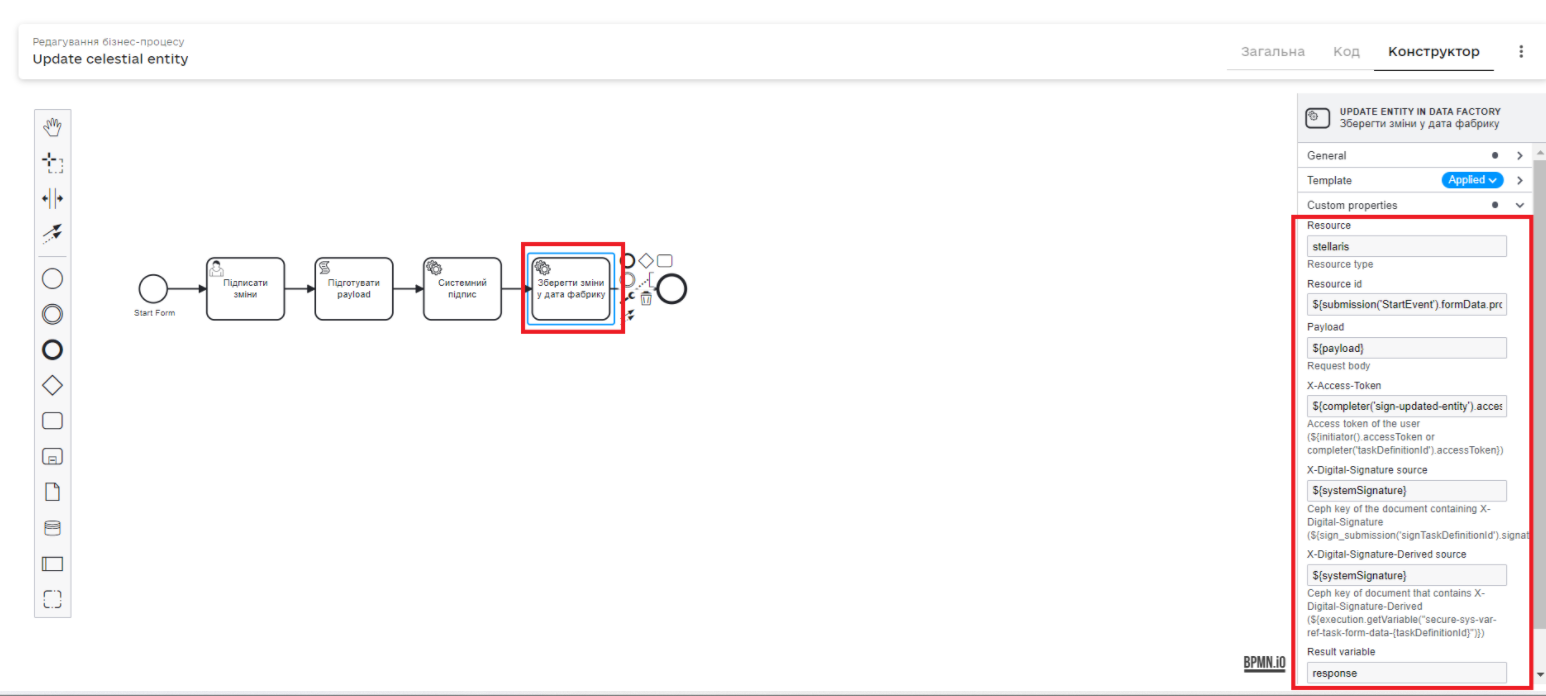 Редагування бізнес-процесу
Update celestial entity
Загальна Код Конструктор
Start Form
Підписати
зміни
Підготувати
payload
Системний
підпис
Зберегти зміни
у дата фабрику
BPMN.iO
UPDATE ENTITY IN DATA FACTORY
Зберегти зміни у дата фабрику
General
Template Applied
Custom properties
Resource
stellaris
Resource type
Resource id
${submission('StartEvent').formData.prc
Payload
${payload}
Request body
X-Access-Token
${completer('sign-updated-entity').acces
Access token of the user
(${initiator().accessToken or
completer('taskDefinitionId').accessToken})
X-Digital-Signature source
${systemSignature}
Ceph key of the document containing X-
Digital-Signature
(${sign_submission('signTaskDefinitionId').signat
X-Digital-Signature-Derived source
${systemSignature}
Ceph key of document that contains X-
Digital-Signature-Derived
(${execution.getVariable("secure-sys-var-
ref-task-form-data-{taskDefinitionId}")})
Result variable
response